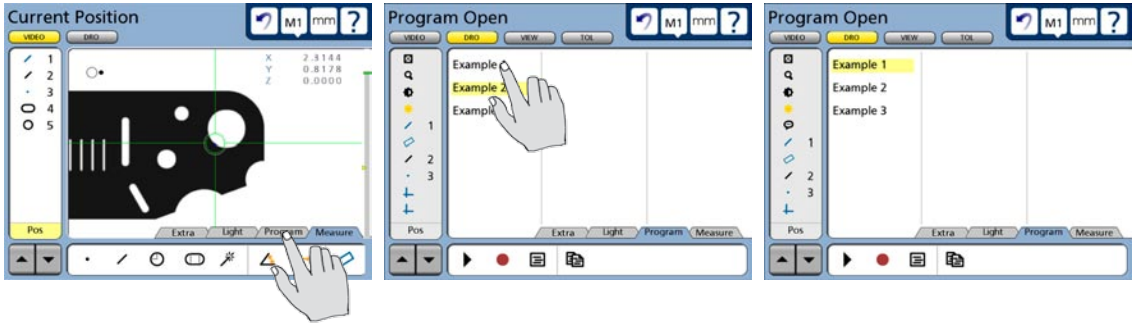 Current Position
M1 mm ?
VIDEO DRO
1
2
3
4
5
X 2.3144
Y 0.8178
Z 0.0000
Pos
Extra Light Program Measure
Program Open
M1 mm ?
VIDEO DRO VIEW TOL
Example
Example 2
Example
1
2
3
Pos
Extra Light Program Measure
Program Open
M1 mm ?
VIDEO DRO VIEW TOL
Example 1
Example 2
Example 3
1
2
3
Pos
Extra Light Program Measure